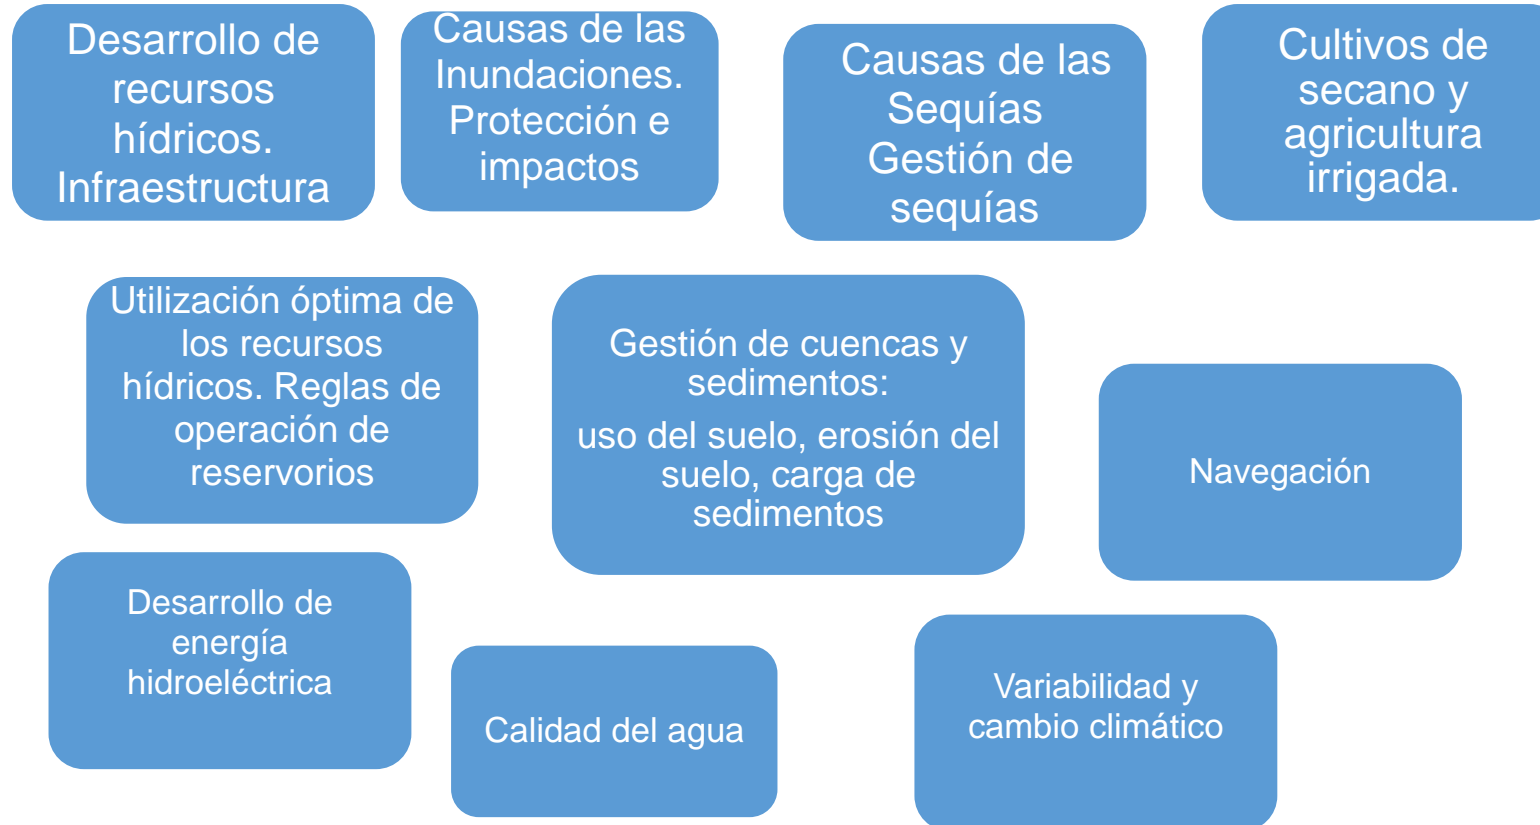 Desarrollo de
recursos
hídricos.
Infraestructura
Causas de las
Inundaciones.
Protección e
impactos
Causas de las
Sequías
Gestión de
sequías
Cultivos de
secano y
agricultura
irrigada.
Utilización óptima de
los recursos
hídricos. Reglas de
operación de
reservorios
Gestión de cuencas y
sedimentos:
uso del suelo, erosión del
suelo, carga de
sedimentos
Navegación
Desarrollo de
energía
hidroeléctrica
Calidad del agua
Variabilidad y
cambio climático